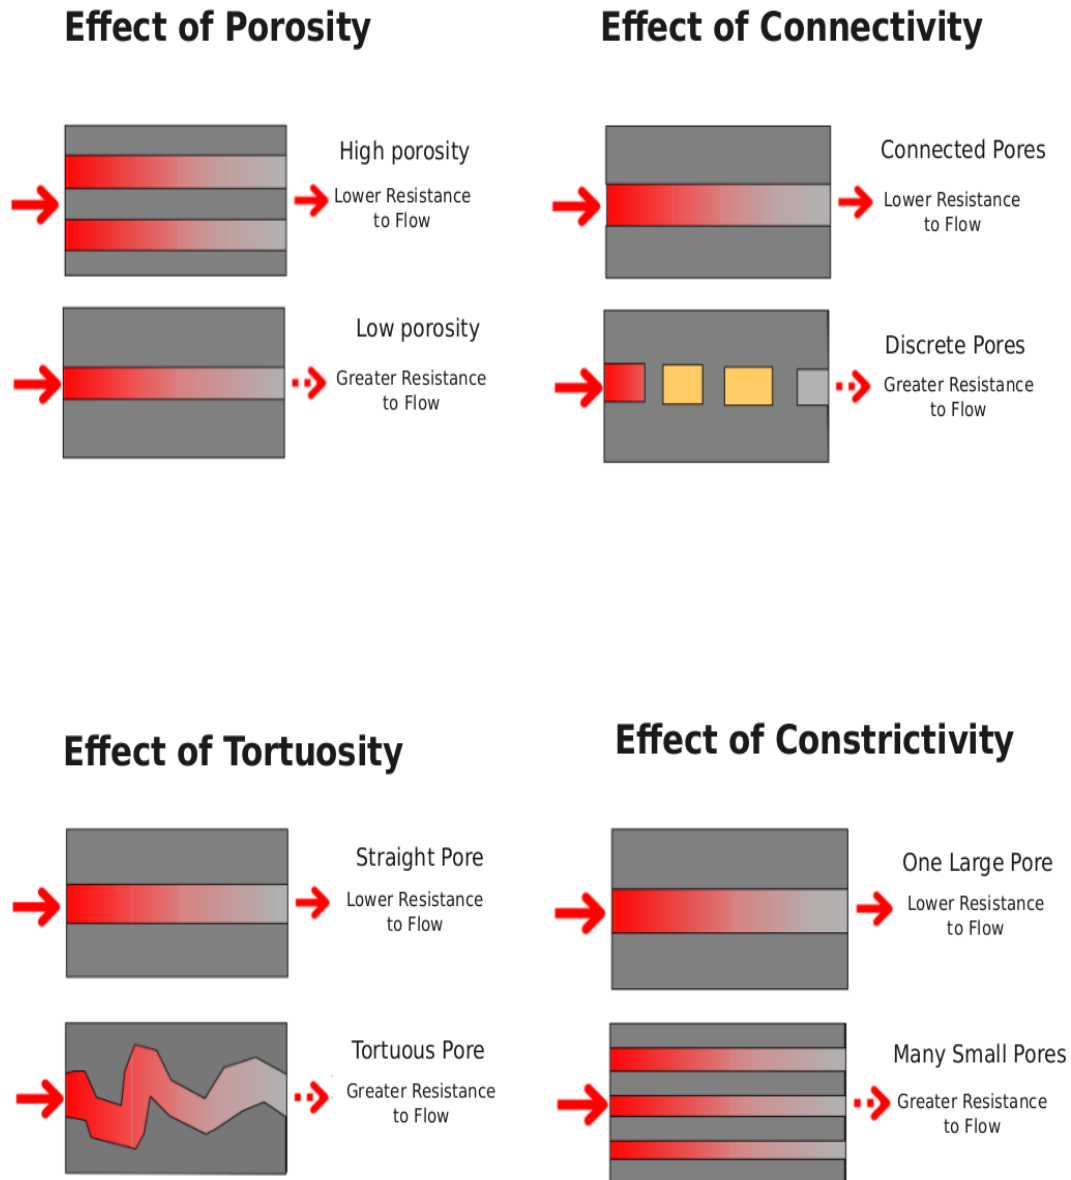 Effect of Porosity
High porosity
Lower Resistance
to Flow
Low porosity
Greater Resistance
to Flow
Effect of Connectivity
Connected Pores
Lower Resistance
to Flow
Discrete Pores
Greater Resistance
to Flow
Effect of Tortuosity
Straight Pore
Lower Resistance
to Flow
Tortuous Pore
Greater Resistance
to Flow
Effect of Constrictivity
One Large Pore
Lower Resistance
to Flow
Many Small Pores
Greater Resistance
to Flow